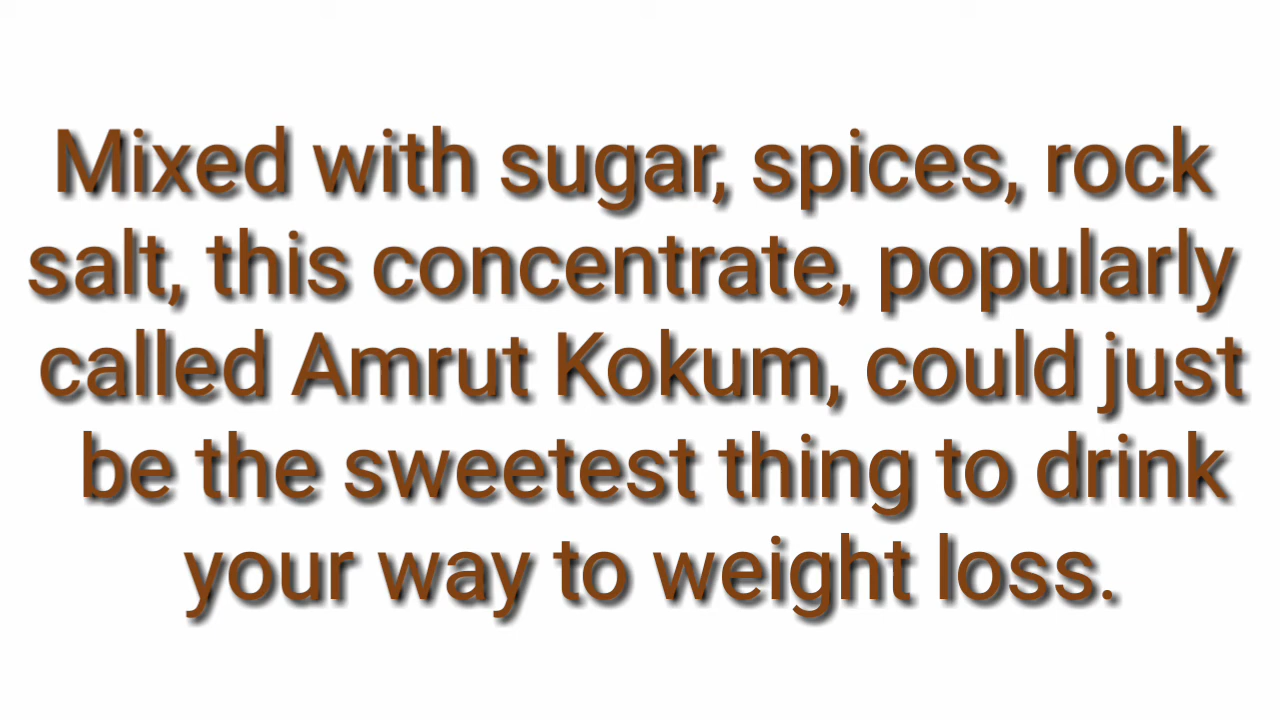 Mixed with sugar, spices, rock
salt, this concentrate, popularly
called Amrut Kokum, could just
be the sweetest thing to drink
your way to weight loss.